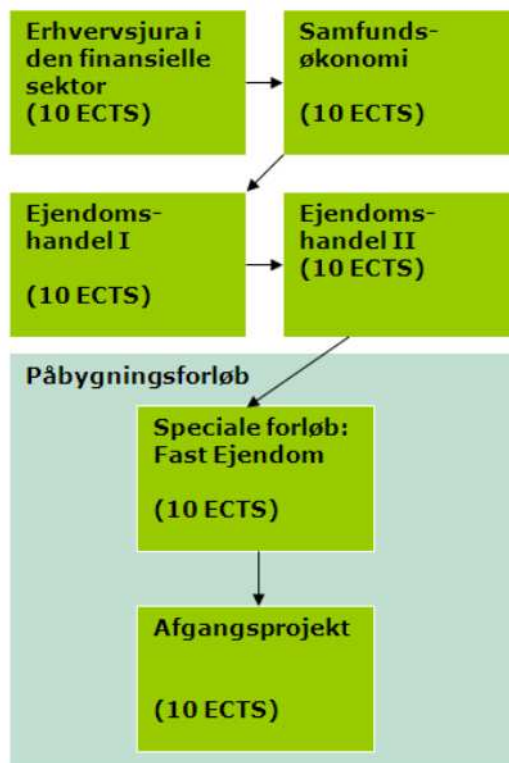 Erhvervsjura i
den finansielle
sektor
(10 ECTS)
Samfunds-
økonomi
(10 ECTS)
Ejendoms-
handel I
(10 ECTS)
Ejendoms-
handel II
(10 ECTS)
Påbygningsforløb
Speciale forløb:
Fast Ejendom
(10 ECTS)
Afgangsprojekt
(10 ECTS)